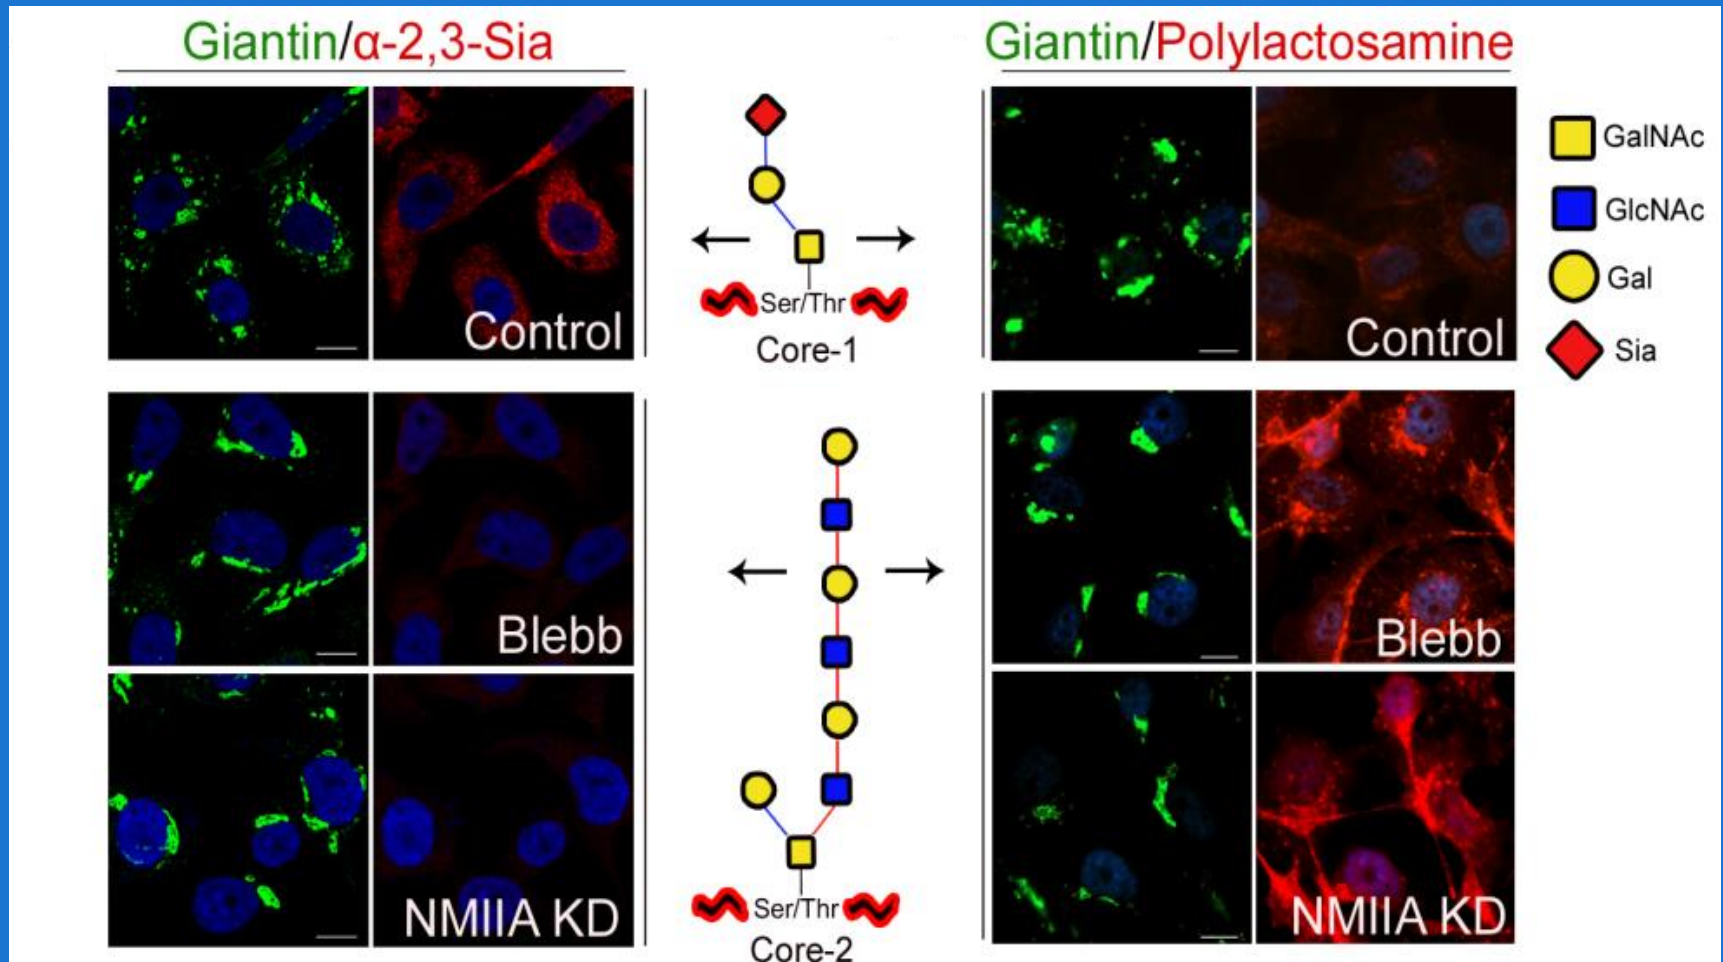 Giantin/α-2,3-Sia
Giantin/Polylactosamine
Control
Ser/Thr
Core-1
Control
GalNAc
GlcNAc
Gal
Sia
Blebb
Blebb
NMIIA KD
Ser/Thr
Core-2
NMIIA KD